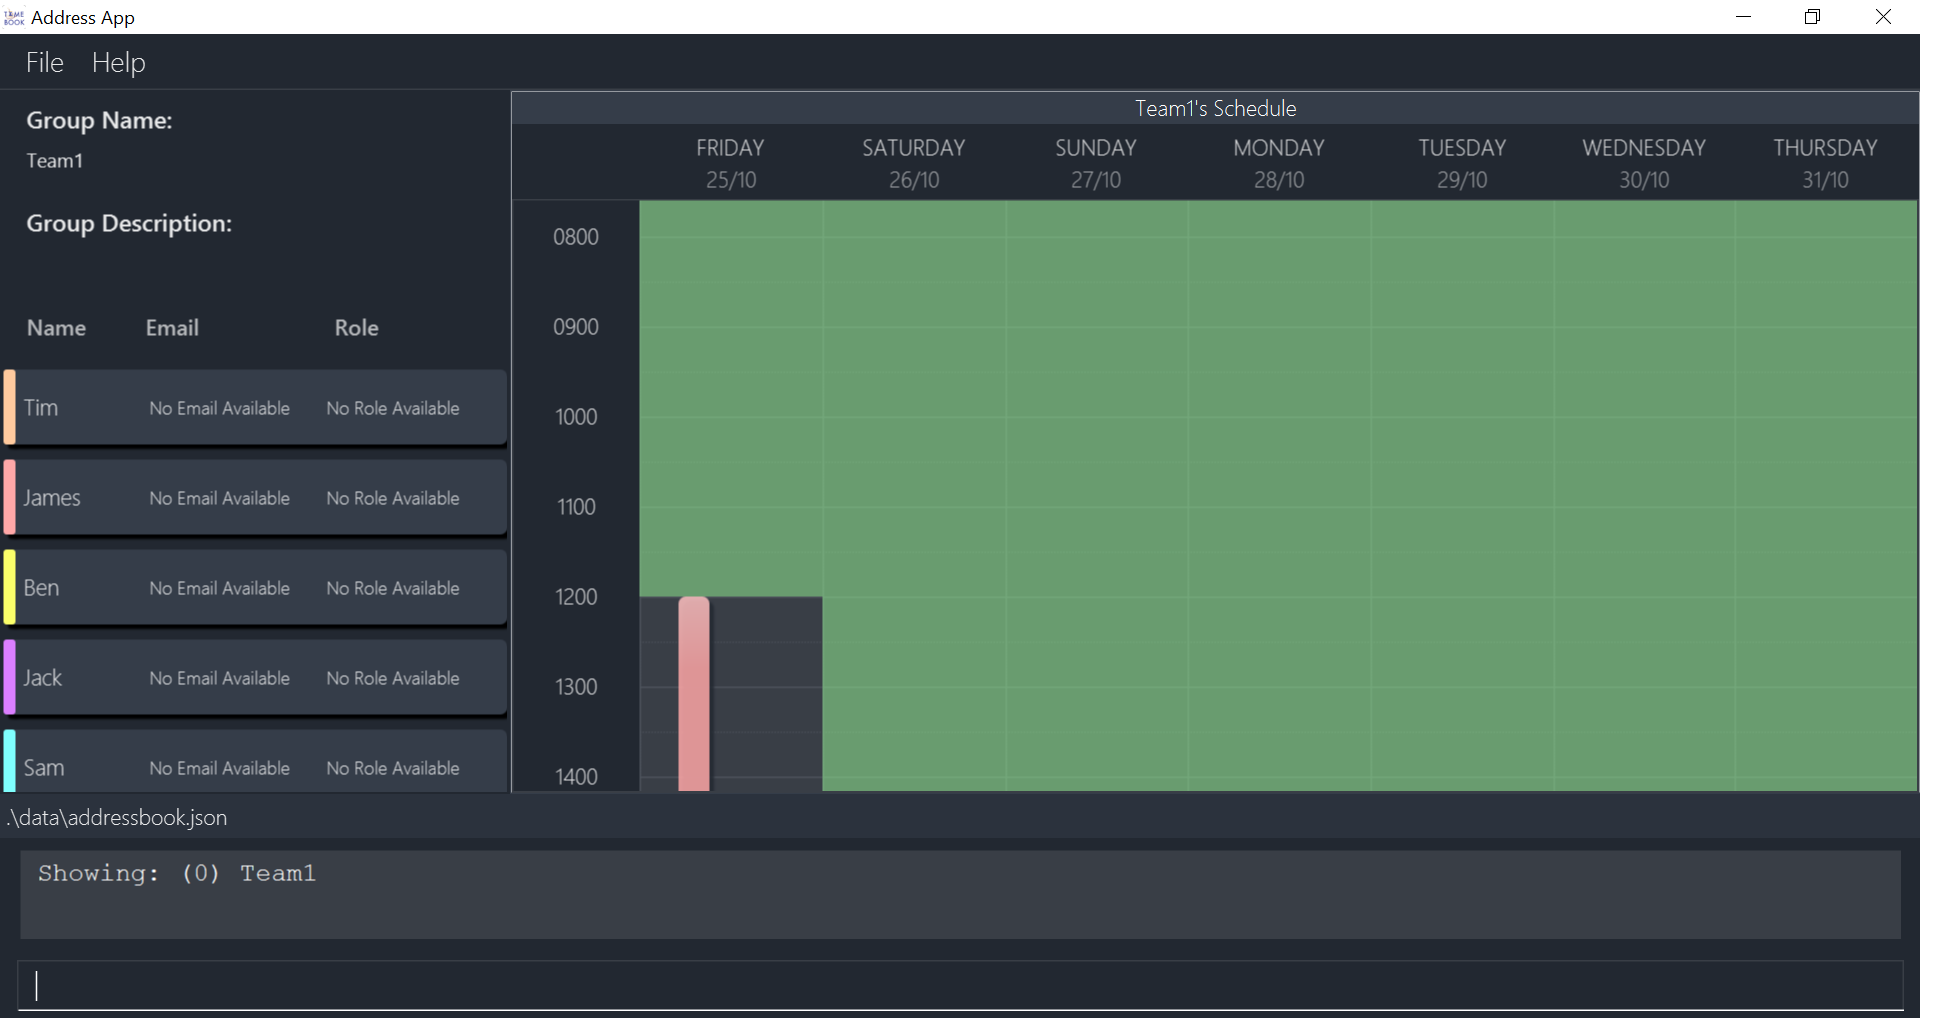 TIME
BOOK
Address App
File Help
Group Name:
Team1
Group Description:
Name Email Role
Tim No Email Available No Role Available
James No Email Available No Role Available
Ben No Email Available No Role Available
Jack No Email Available No Role Available
Sam No Email Available No Role Available
Team1's Schedule
FRIDAY SATURDAY SUNDAY MONDAY TUESDAY WEDNESDAY THURSDAY
25/10 26/10 27/10 28/10 29/10 30/10 31/10
0800
0900
1000
1100
1200
1300
1400
.\data\addressbook.json
Showing: (0) Team1